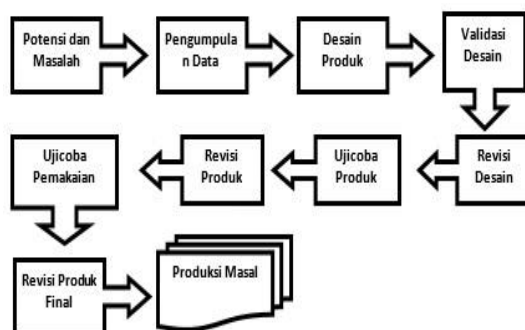 Potensi dan
Masalah
Pengumpula
n Data
Desain
Produk
Validasi
Desain
Revisi
Desain
Ujicoba
Produk
Revisi
Produk
Ujicoba
Pemakaian
Revisi Produk
Final
Produksi Masal